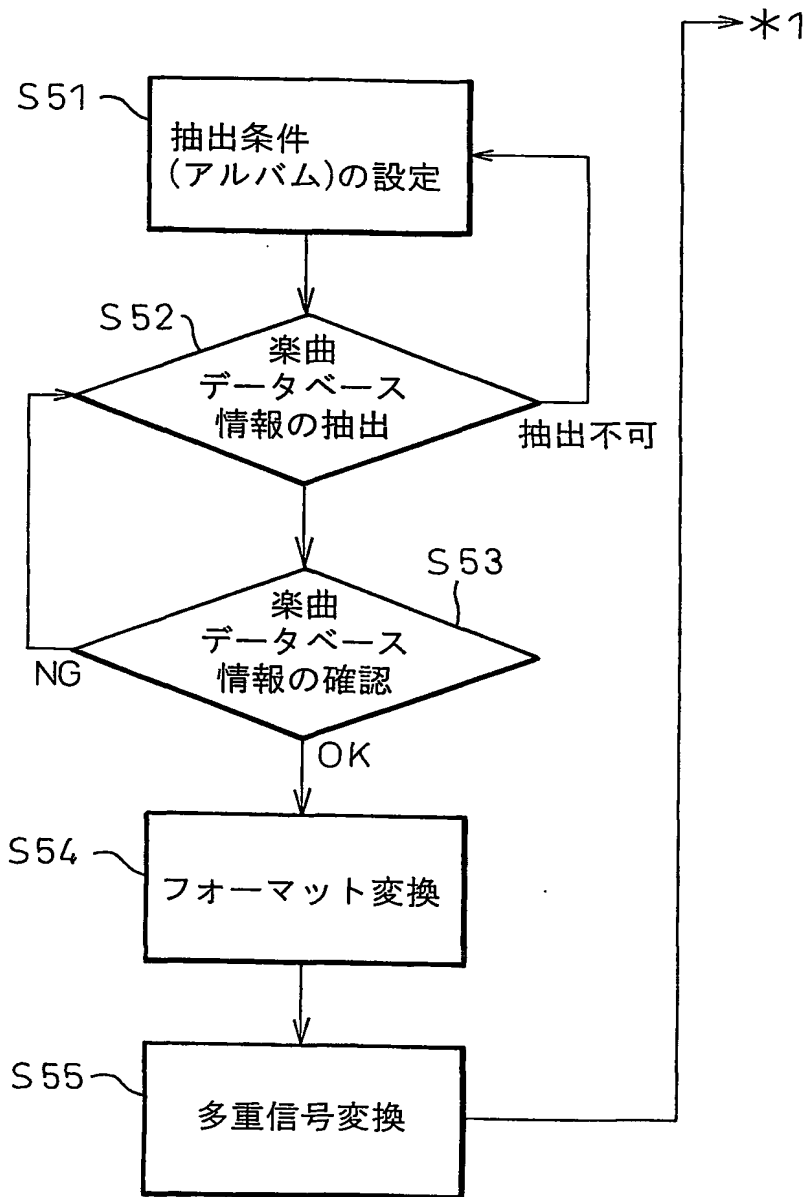 *1
S51
抽出条件
(アルバム)の設定
S52
楽曲
データベース
情報の抽出
抽出不可
S53
楽曲
データベース
情報の確認
NG
OK
S54
フォーマット変換
S55
多重信号変換